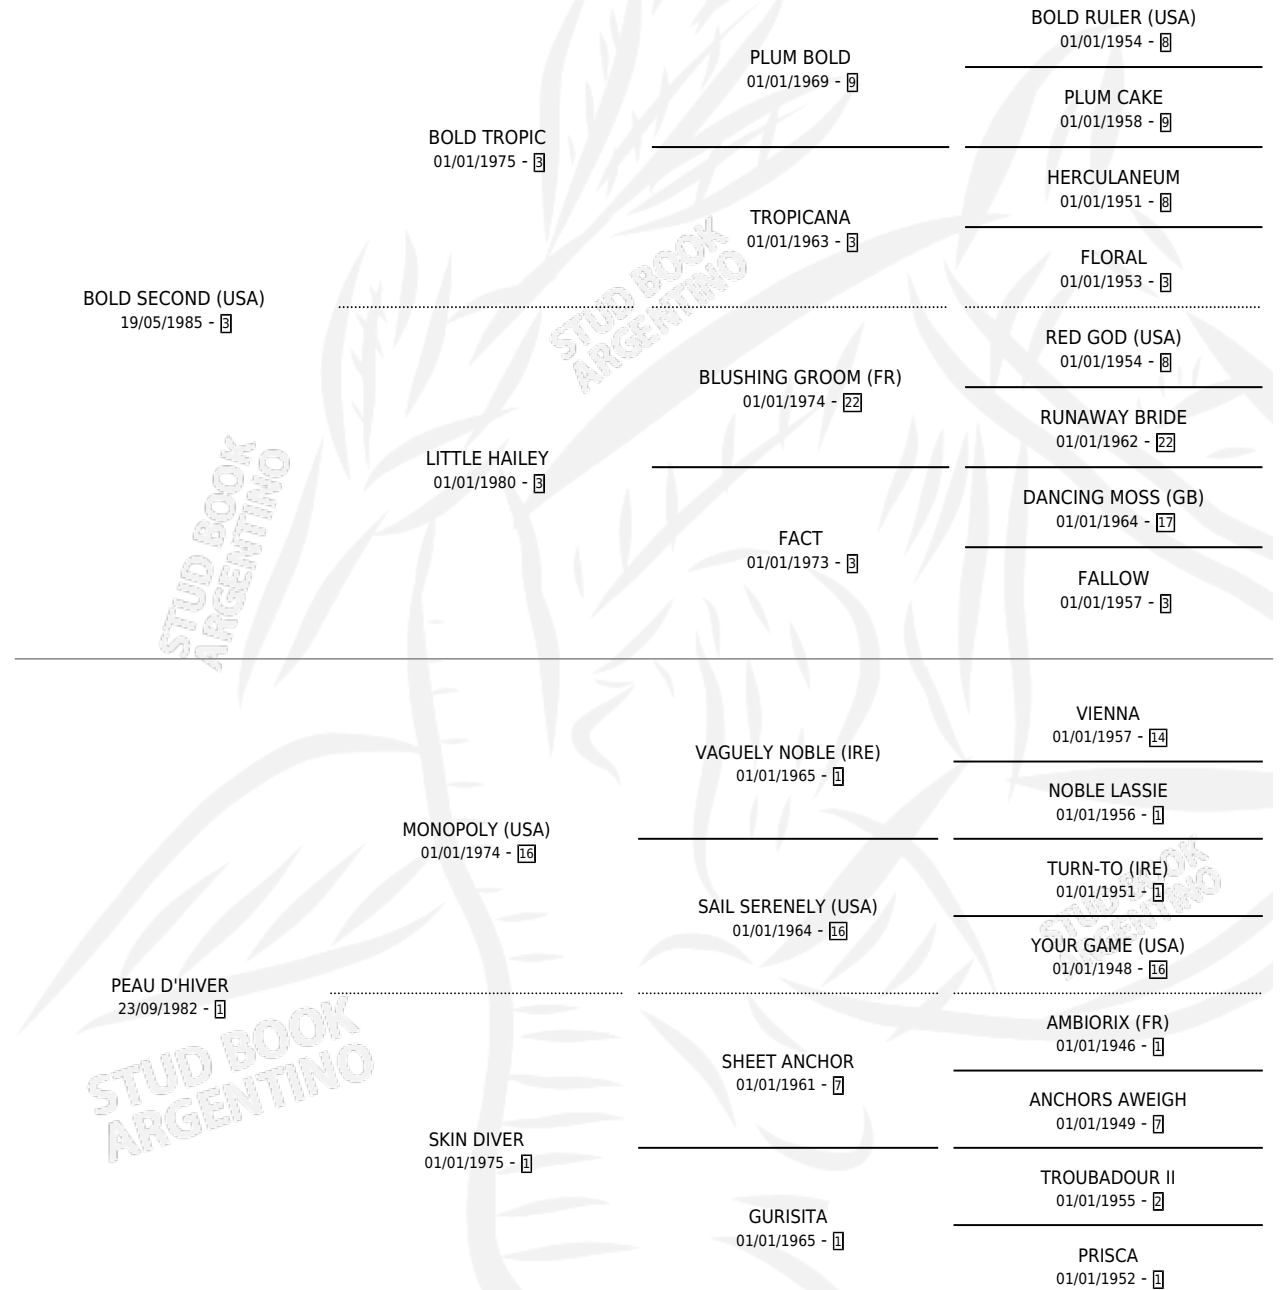 BOLD RULER (USA)
01/01/1954 - 8
PLUM BOLD
01/01/1969 - 9
PLUM CAKE
01/01/1958 - 9
BOLD TROPIC
01/01/1975 - 3
HERCULANEUM
01/01/1951 - 8
TROPICANA
01/01/1963 - 3
FLORAL
01/01/1953 - 3
BOLD SECOND (USA)
19/05/1985 - 3
STUD BOOK
ARGENTINO
RED GOD (USA)
01/01/1954 - 8
BLUSHING GROOM (FR)
01/01/1974 - 22
RUNAWAY BRIDE
01/01/1962 - 22
LITTLE HAILEY
01/01/1980 - 3
DANCING MOSS (GB)
01/01/1964 - 17
FACT
01/01/1973 - 3
FALLOW
01/01/1957 - 3
STUD BOOK
ARGENTINO
VIENNA
01/01/1957 - 14
VAGUELY NOBLE (IRE)
01/01/1965 - 1
NOBLE LASSIE
01/01/1956 - 1
MONOPOLY (USA)
01/01/1974 - 16
TURN-TO (IRE)
01/01/1951 - 1
SAIL SERENELY (USA)
01/01/1964 - 16
STUD BOOK
ARGENTINO
YOUR GAME (USA)
01/01/1948 - 16
PEAU D'HIVER
23/09/1982 - 1
AMBIORIX (FR)
01/01/1946 - 1
SHEET ANCHOR
01/01/1961 - 7
STUD BOOK
ARGENTINO
ANCHORS AWEIGH
01/01/1949 - 7
SKIN DIVER
01/01/1975 - 1
TROUBADOUR II
01/01/1955 - 2
GURISITA
01/01/1965 - 1
PRISCA
01/01/1952 - 1